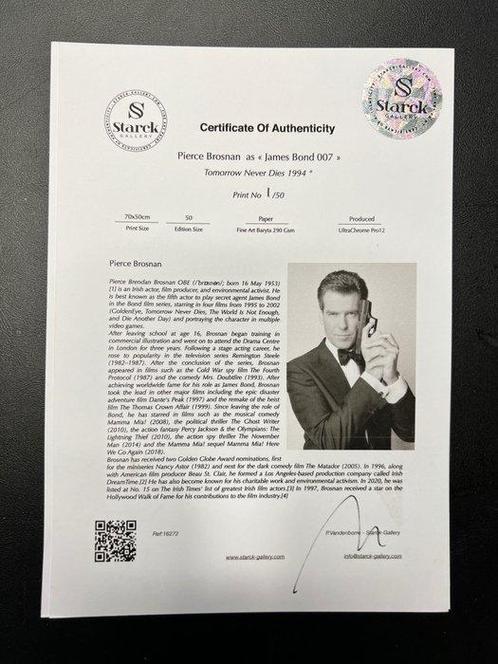 STARCK-GALLERY.COM
Starck
GALLERY
STARCK-GALLERY.COM
Starck
GALLERY
Certificate Of Authenticity
Pierce Brosnan as « James Bond 007 »
Tomorrow Never Dies 1994 *
Print No 1/50
70x50cm 50 Paper Produced
Print Size Edition Size Fine Art Baryta 290 Gsm UltraChrome Pro12
Pierce Brosnan
Pierce Brendan Brosnan OBE (/ˈbrɒznən/; born 16 May 1953)
[1] is an Irish actor, film producer, and environmental activist. He
is best known as the fifth actor to play secret agent James Bond
in the Bond film series, starring in four films from 1995 to 2002
(GoldenEye, Tomorrow Never Dies, The World Is Not Enough,
and Die Another Day) and portraying the character in multiple
video games.
After leaving school at age 16, Brosnan began training in
commercial illustration and went on to attend the Drama Centre
in London for three years. Following a stage acting career, he
rose to popularity in the television series Remington Steele
(1982–1987). After the conclusion of the series, Brosnan
appeared in films such as the Cold War spy film The Fourth
Protocol (1987) and the comedy Mrs. Doubtfire (1993). After
achieving worldwide fame for his role as James Bond, Brosnan
took the lead in other major films including the epic disaster
adventure film Dante's Peak (1997) and the remake of the heist
film The Thomas Crown Affair (1999). Since leaving the role of
Bond, he has starred in films such as the musical comedy
Mamma Mia! (2008), the political thriller The Ghost Writer
(2010), the action fantasy Percy Jackson & the Olympians: The
Lightning Thief (2010), the action spy thriller The November
Man (2014) and the Mamma Mia! sequel Mamma Mia! Here
We Go Again (2018).
Brosnan has received two Golden Globe Award nominations, first
for the miniseries Nancy Astor (1982) and next for the dark comedy film The Matador (2005). In 1996, along
with American film producer Beau St. Clair, he formed a Los Angeles-based production company called Irish
DreamTime.[2] He has also become known for his charitable work and environmental activism. In 2020, he was
listed at No. 15 on The Irish Times' list of greatest Irish film actors.[3] In 1997, Brosnan received a star on the
Hollywood Walk of Fame for his contributions to the film industry.[4]
Ref:16272
P.Vandenborre - Starck-Gallery
www.starck-gallery.com
info@starck-gallery.com